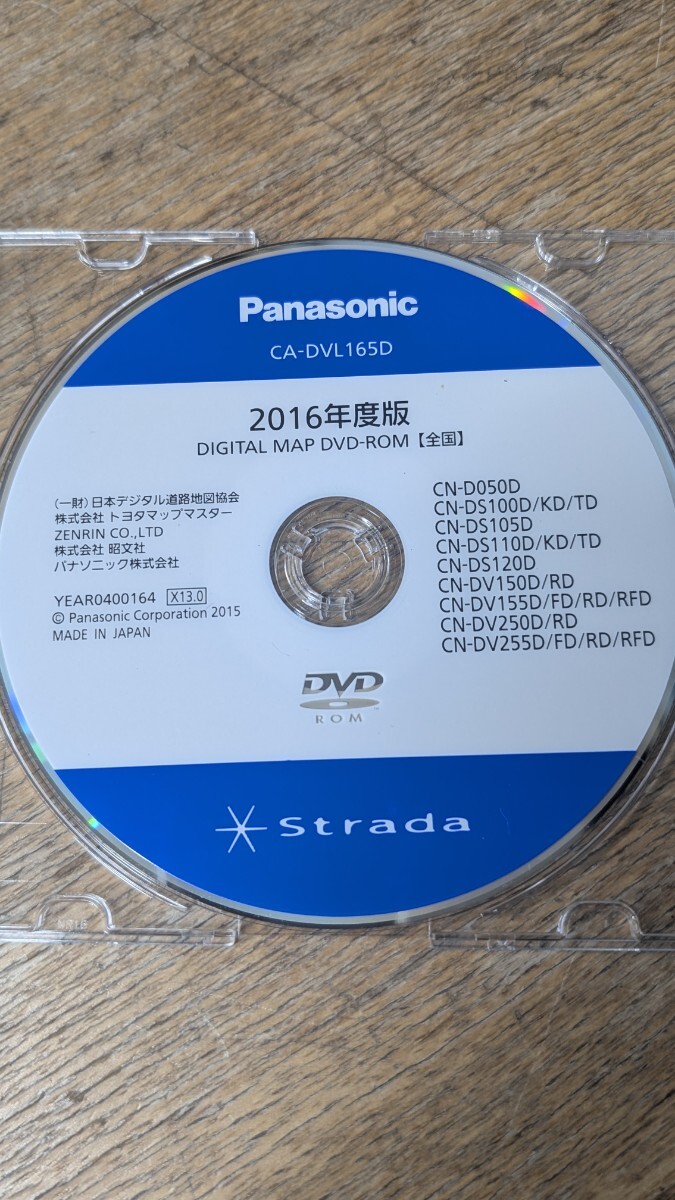 Panasonic
CA-DVL165D
2016年度版
DIGITAL MAP DVD-ROM【全国】
(一財)日本デジタル道路地図協会
株式会社 トヨタマップマスター
ZENRIN CO.,LTD
株式会社 昭文社
パナソニック株式会社
YEAR0400164 X13.0
© Panasonic Corporation 2015
MADE IN JAPAN
CN-D050D
CN-DS100D/KD/TD
CN-DS105D
CN-DS110D/KD/TD
CN-DS120D
CN-DV150D/RD
CN-DV155D/FD/RD/RFD
CN-DV250D/RD
CN-DV255D/FD/RD/RFD
DVD
ROM
Strada